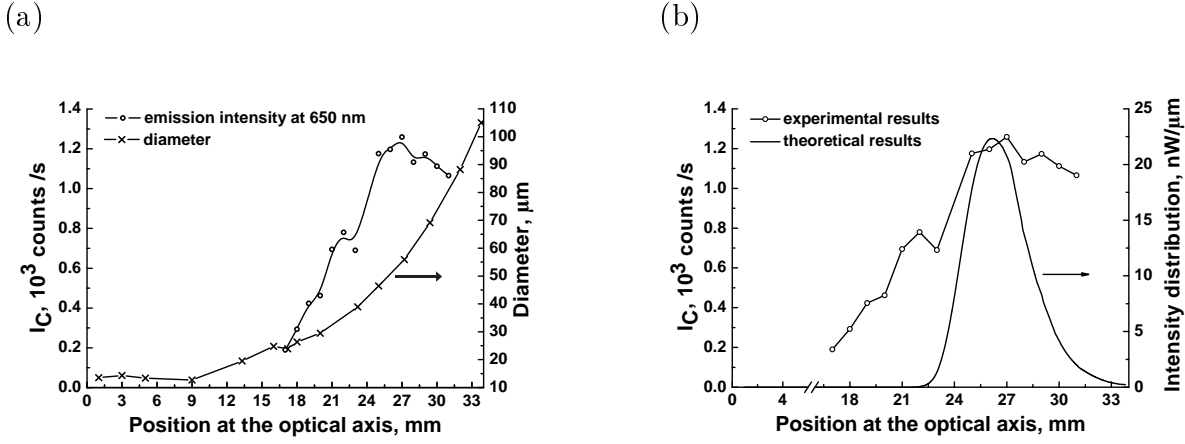 (a)
(b)
1.4
1.2
1.0
0.8
0.6
0.4
0.2
0.0
I_C, 10^3 counts /s
emission intensity at 650 nm
diameter
110
100
90
80
70
60
50
40
30
20
10
Diameter, μm
0 3 6 9 12 15 18 21 24 27 30 33
Position at the optical axis, mm
1.4
1.2
1.0
0.8
0.6
0.4
0.2
0.0
I_C, 10^3 counts /s
experimental results
theoretical results
25
20
15
10
5
0
Intensity distribution, nW/μm
0 4 18 21 24 27 30 33
Position at the optical axis, mm